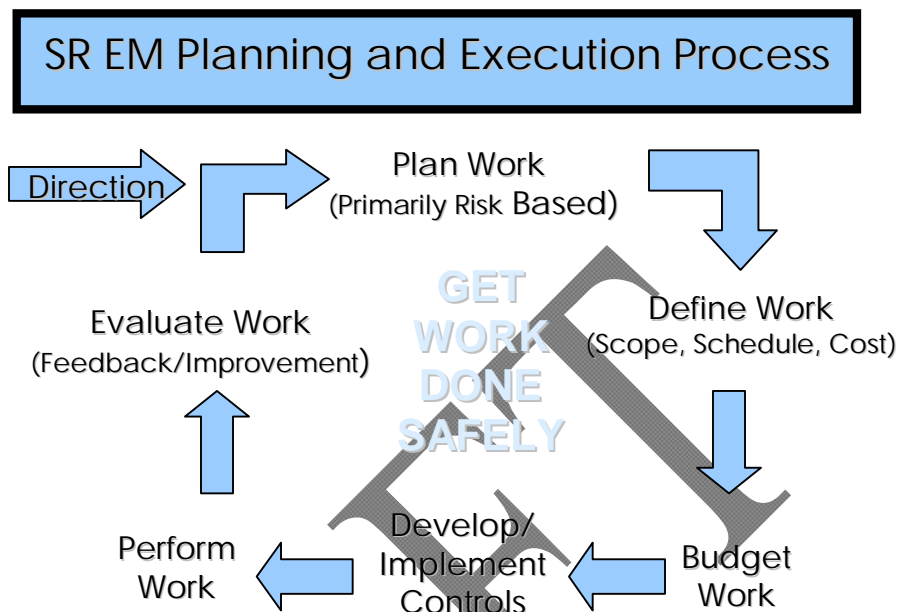 SR EM Planning and Execution Process
Direction
Plan Work
(Primarily Risk Based)
Define Work
(Scope, Schedule, Cost)
GET
WORK
DONE
SAFELY
Evaluate Work
(Feedback/Improvement)
Budget
Work
Develop/
Implement
Controls
Perform
Work